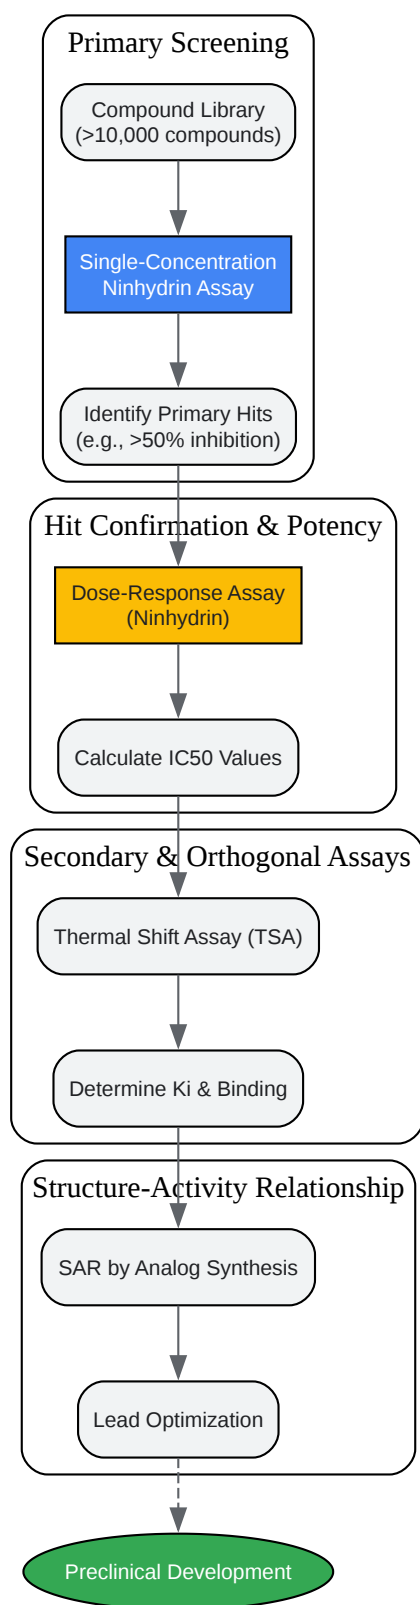 Primary Screening
Compound Library
(>10,000 compounds)
Single-Concentration
Ninhydrin Assay
Identify Primary Hits
(e.g., >50% inhibition)
Hit Confirmation & Potency
Dose-Response Assay
(Ninhydrin)
Calculate IC50 Values
Secondary & Orthogonal Assays
Thermal Shift Assay (TSA)
Determine Ki & Binding
Structure-Activity Relationship
SAR by Analog Synthesis
Lead Optimization
Preclinical Development